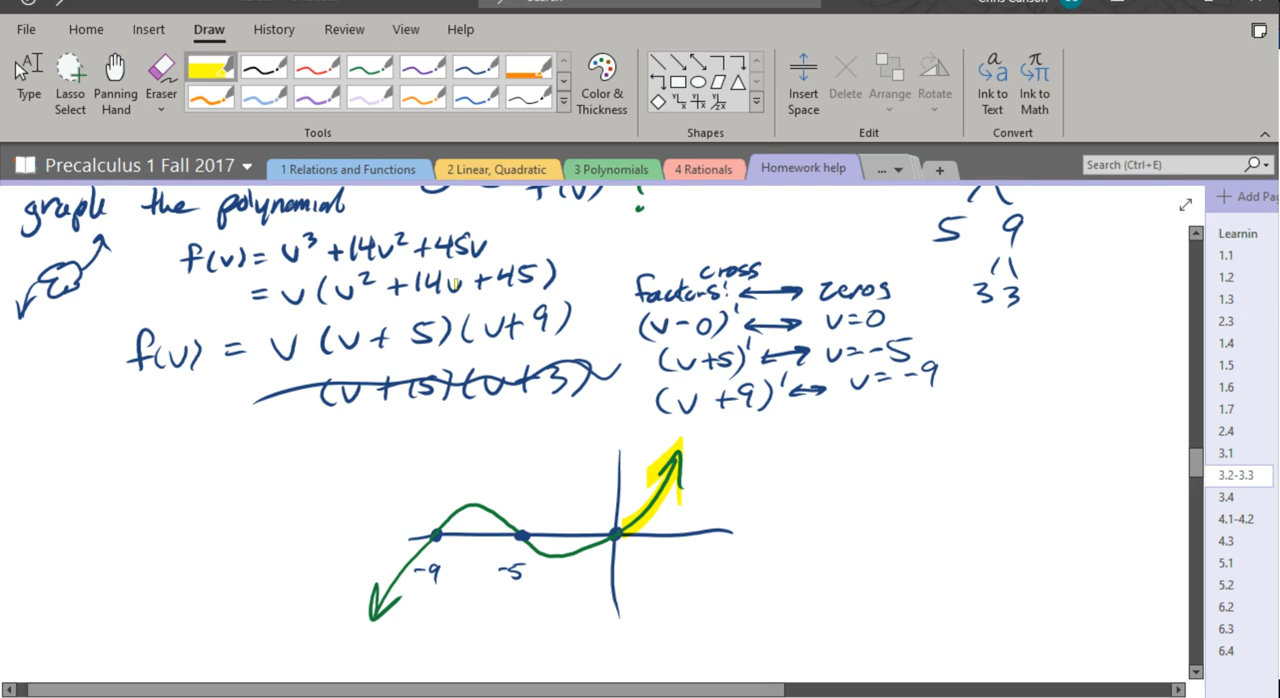 File Home Insert Draw History Review View Help
Type
Lasso Select
Panning Hand
Eraser
Color & Thickness
Insert Space
Delete
Arrange
Rotate
a
Ink to Text
π
Ink to Math
Tools Shapes Edit Convert
Precalculus 1 Fall 2017
1 Relations and Functions
2 Linear, Quadratic
3 Polynomials
4 Rationals
Homework help
...
Search (Ctrl+E)
Add Pag
Learnin
1.1
1.2
1.3
2.3
1.4
1.5
1.6
1.7
2.4
3.1
3.2-3.3
3.4
4.1-4.2
4.3
5.1
5.2
6.2
6.3
6.4
graph the polynomial
f(v) = v³ + 14v² + 45v
= v (v² + 14v + 45)
f(v) = v (v + 5)(v + 9)
(v + 15)(v + 3)
cross
factors! ↔ zeros
(v - 0)¹ ↔ v = 0
(v + 5)¹ ↔ v = -5
(v + 9)¹ ↔ v = -9
5 9
3 3
-9 -5